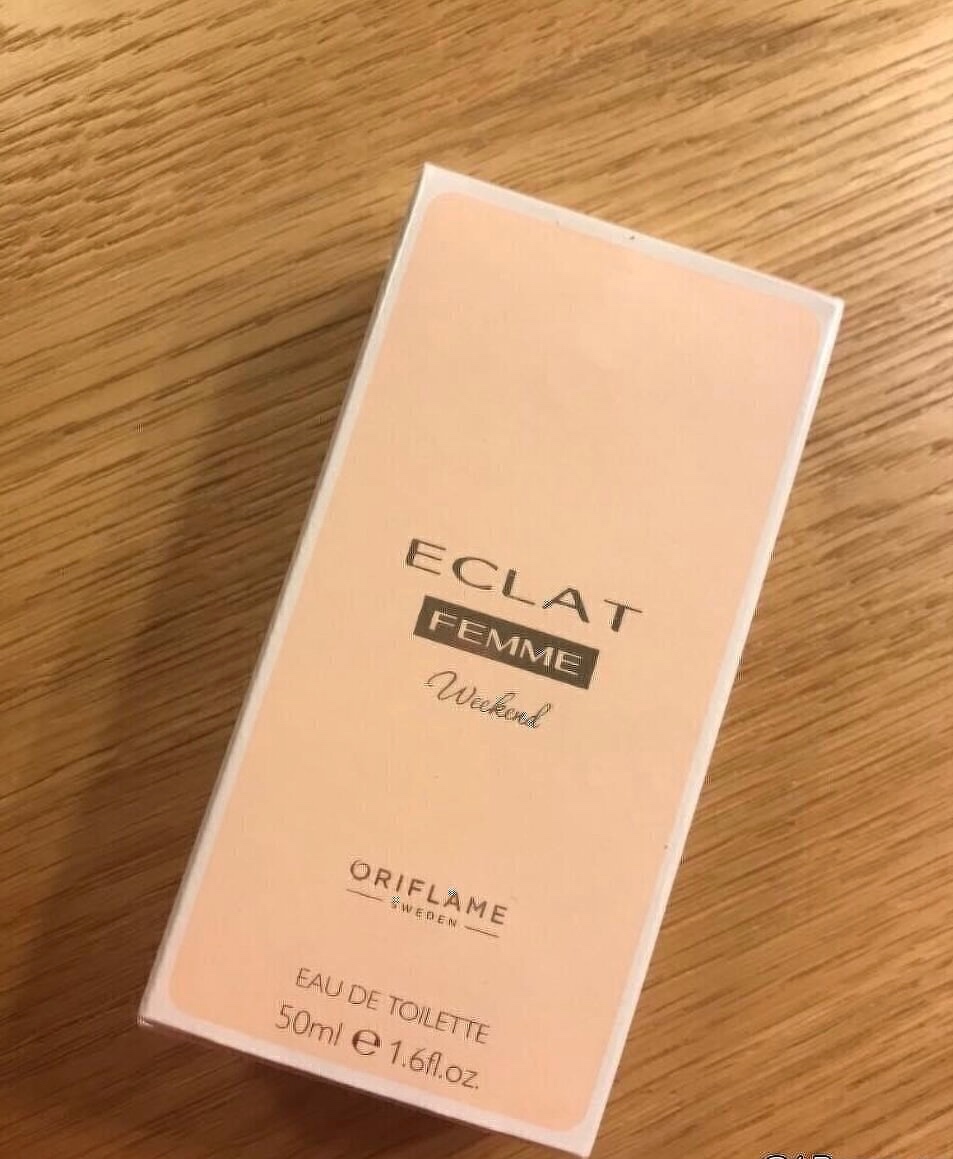 ECLAT
FEMME
Weekend
ORIFLAME
SWEDEN
EAU DE TOILETTE
50ml e 1.6fl.oz.